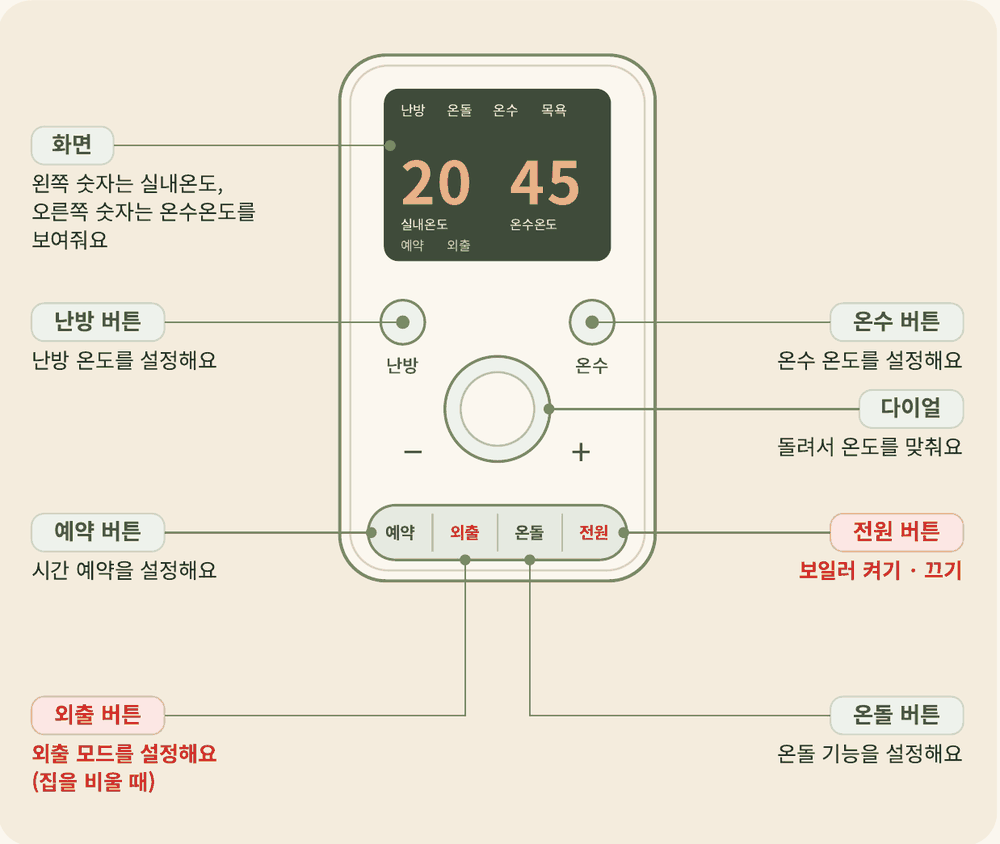 난방 온돌 온수 목욕
화면
20 45
왼쪽 숫자는 실내온도,
오른쪽 숫자는 온수온도를
보여줘요
실내온도 온수온도
예약 외출
난방 버튼
난방 온도를 설정해요
온수 버튼
온수 온도를 설정해요
난방 온수
다이얼
돌려서 온도를 맞춰요
− +
예약 버튼
시간 예약을 설정해요
예약 외출 온돌 전원
전원 버튼
보일러 켜기 · 끄기
외출 버튼
외출 모드를 설정해요
(집을 비울 때)
온돌 버튼
온돌 기능을 설정해요